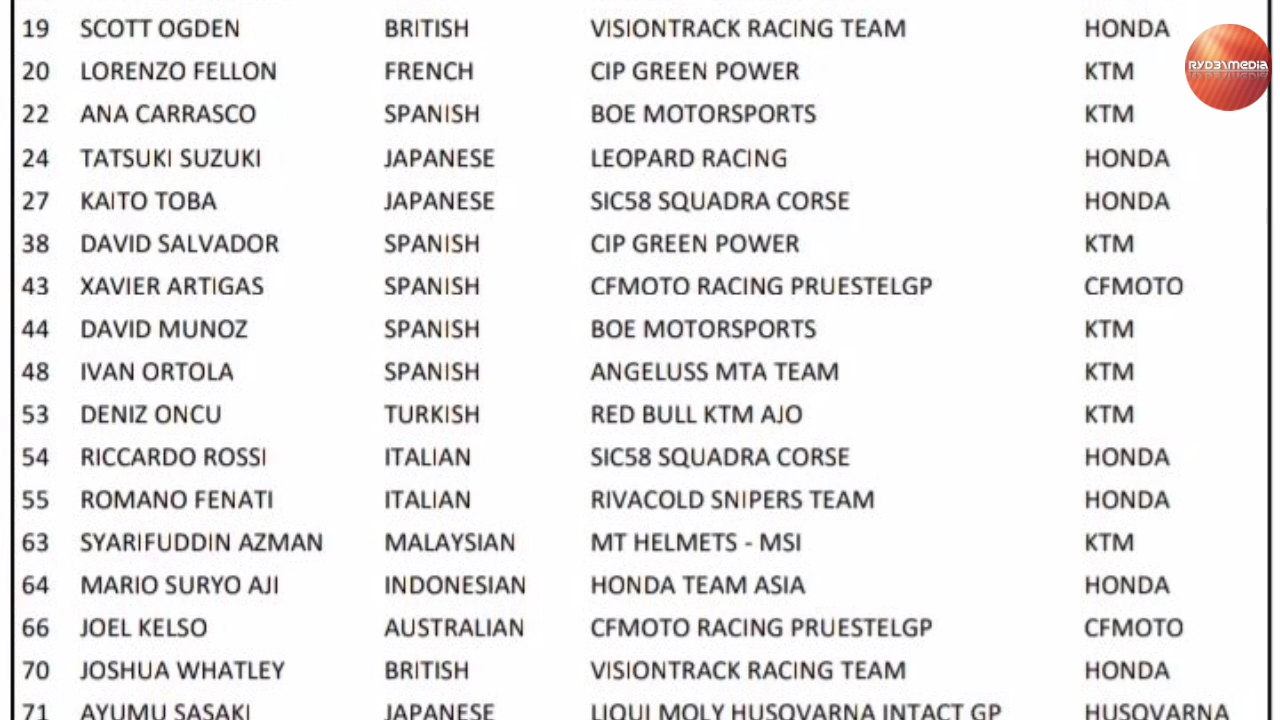 19 SCOTT OGDEN BRITISH VISIONTRACK RACING TEAM HONDA
RYD31MEDIA
20 LORENZO FELLON FRENCH CIP GREEN POWER KTM
22 ANA CARRASCO SPANISH BOE MOTORSPORTS KTM
24 TATSUKI SUZUKI JAPANESE LEOPARD RACING HONDA
27 KAITO TOBA JAPANESE SIC58 SQUADRA CORSE HONDA
38 DAVID SALVADOR SPANISH CIP GREEN POWER KTM
43 XAVIER ARTIGAS SPANISH CFMOTO RACING PRUESTELGP CFMOTO
44 DAVID MUNOZ SPANISH BOE MOTORSPORTS KTM
48 IVAN ORTOLA SPANISH ANGELUSS MTA TEAM KTM
53 DENIZ ONCU TURKISH RED BULL KTM AJO KTM
54 RICCARDO ROSSI ITALIAN SIC58 SQUADRA CORSE HONDA
55 ROMANO FENATI ITALIAN RIVACOLD SNIPERS TEAM HONDA
63 SYARIFUDDIN AZMAN MALAYSIAN MT HELMETS - MSI KTM
64 MARIO SURYO AJI INDONESIAN HONDA TEAM ASIA HONDA
66 JOEL KELSO AUSTRALIAN CFMOTO RACING PRUESTELGP CFMOTO
70 JOSHUA WHATLEY BRITISH VISIONTRACK RACING TEAM HONDA
71 AYUMU SASAKI JAPANESE LIQUI MOLY HUSQVARNA INTACT GP HUSQVARNA